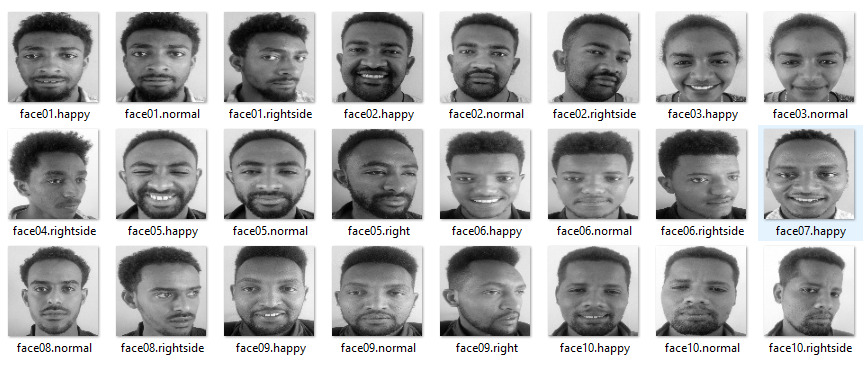 face01.happy
face01.normal
face01.rightside
face02.happy
face02.normal
face02.rightside
face03.happy
face03.normal
face04.rightside
face05.happy
face05.normal
face05.right
face06.happy
face06.normal
face06.rightside
face07.happy
face08.normal
face08.rightside
face09.happy
face09.normal
face09.right
face10.happy
face10.normal
face10.rightside